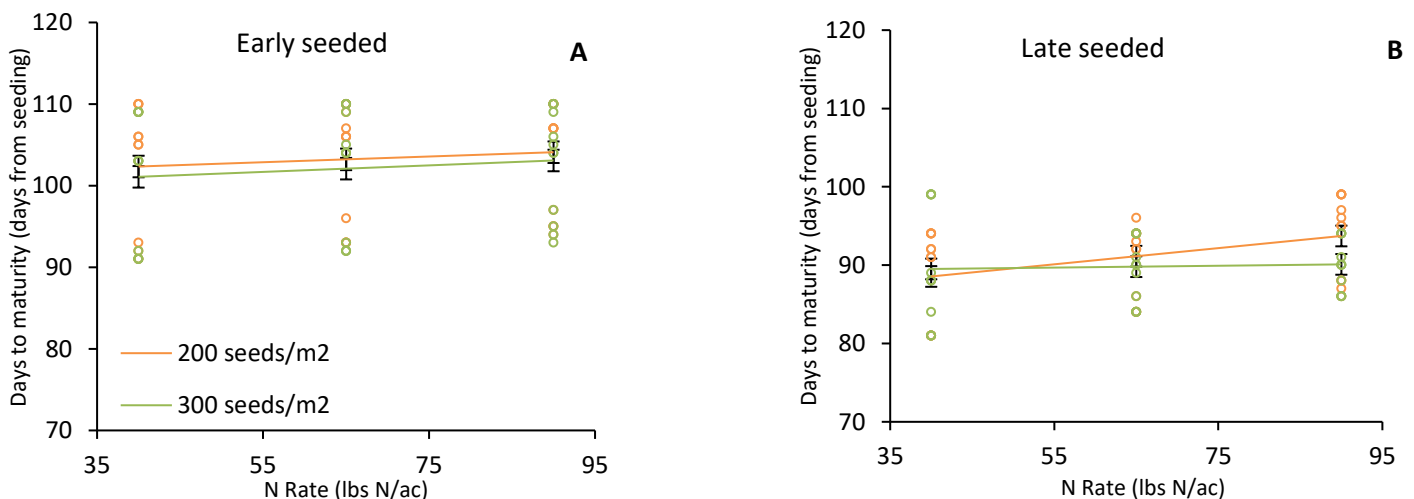 Early seeded
A
120
110
100
90
80
70
Days to maturity (days from seeding)
200 seeds/m2
300 seeds/m2
35
55
75
95
N Rate (lbs N/ac)
Late seeded
B
120
110
100
90
80
70
Days to maturity (days from seeding)
35
55
75
95
N Rate (lbs N/ac)